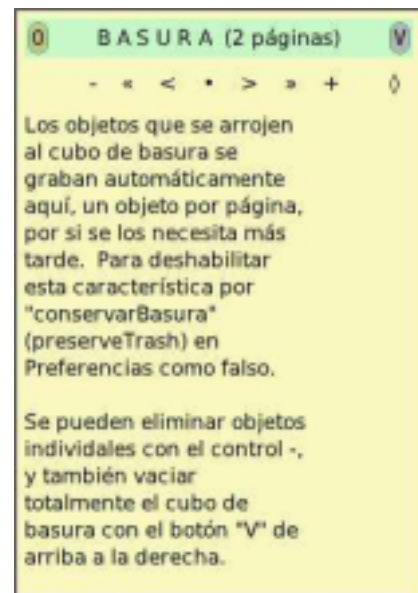 O B A S U R A (2 páginas) V
- « < • > » + ◊
Los objetos que se arrojen
al cubo de basura se
graban automáticamente
aquí, un objeto por página,
por si se los necesita más
tarde. Para deshabilitar
esta característica por
"conservarBasura"
(preserveTrash) en
Preferencias como falso.

Se pueden eliminar objetos
individales con el control -,
y también vaciar
totalmente el cubo de
basura con el botón "V" de
arriba a la derecha.